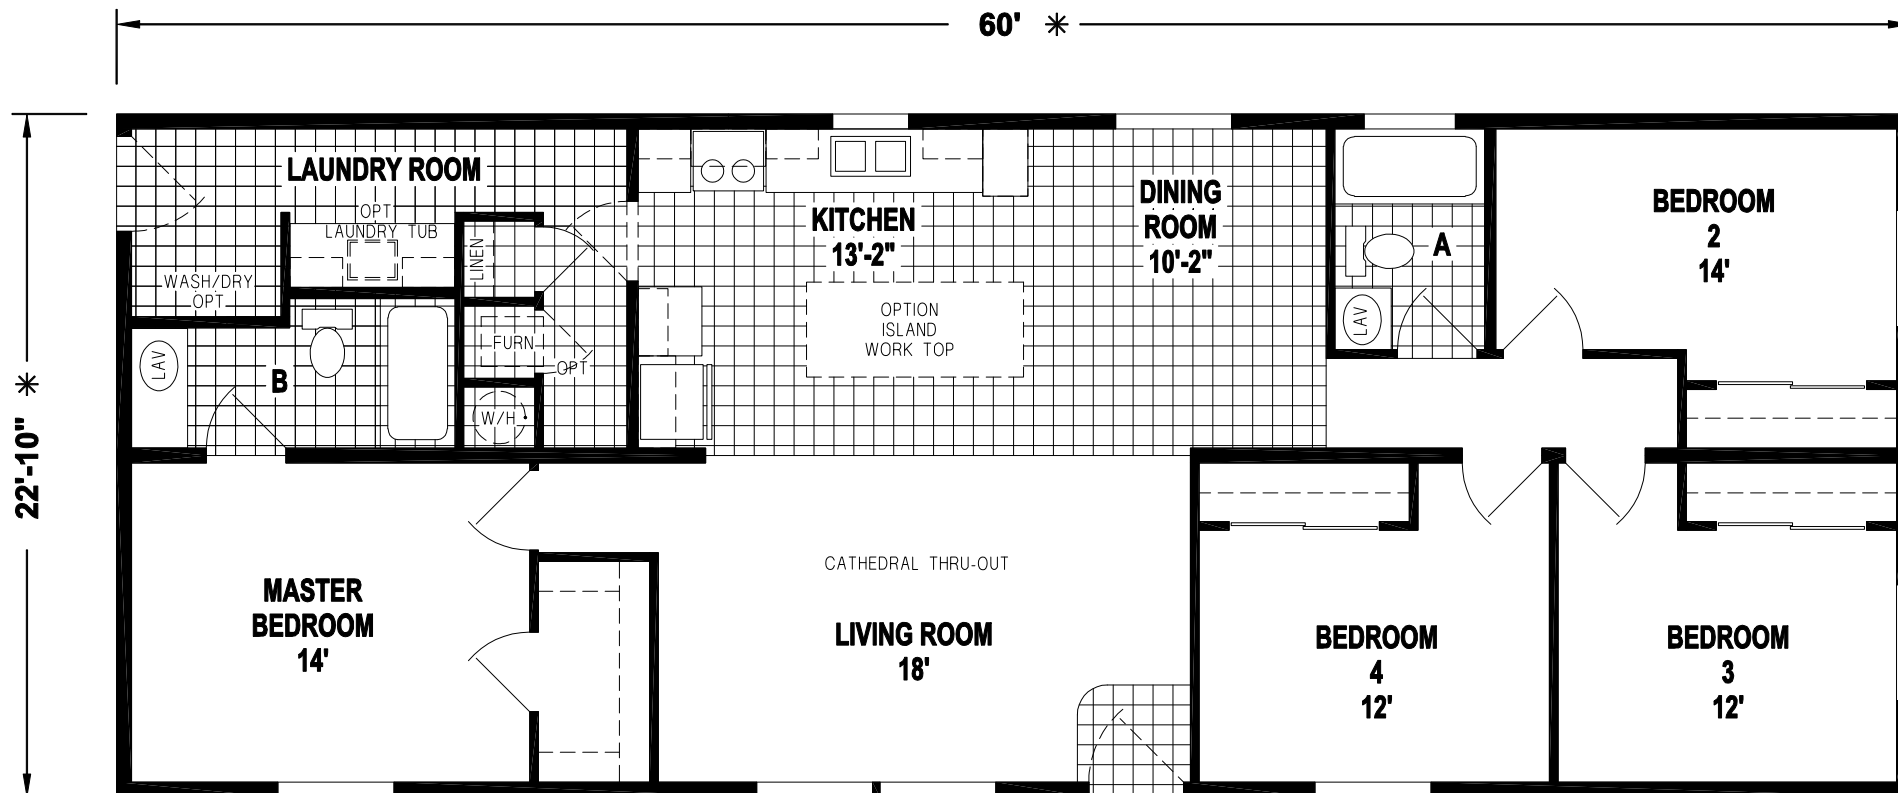 60' ✳
22'-10" ✳
LAUNDRY ROOM
OPT
LAUNDRY TUB
WASH/DRY
OPT
LINEN
KITCHEN
13'-2"
DINING
ROOM
10'-2"
A
LAV
BEDROOM
2
14'
OPTION
ISLAND
WORK TOP
FURN
OPT
W/H
LAV
B
MASTER
BEDROOM
14'
CATHEDRAL THRU-OUT
LIVING ROOM
18'
BEDROOM
4
12'
BEDROOM
3
12'